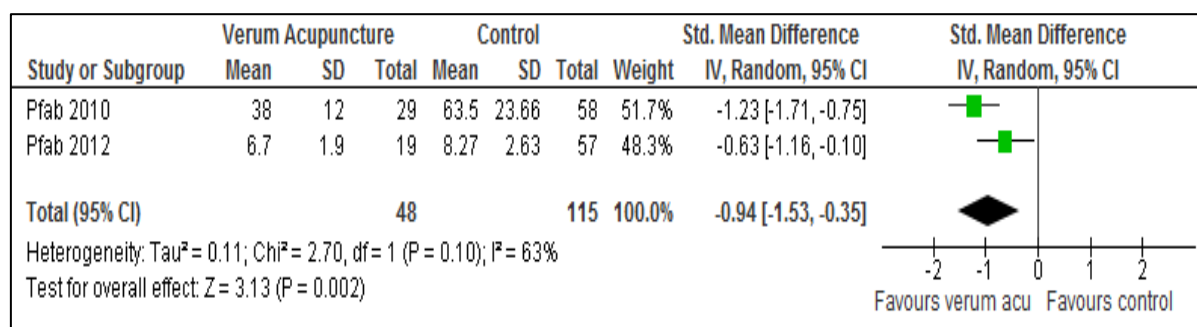 Verum Acupuncture Control Std. Mean Difference Std. Mean Difference
Study or Subgroup Mean SD Total Mean SD Total Weight IV, Random, 95% CI IV, Random, 95% CI
Pfab 2010 38 12 29 63.5 23.66 58 51.7% -1.23 [-1.71, -0.75]
Pfab 2012 6.7 1.9 19 8.27 2.63 57 48.3% -0.63 [-1.16, -0.10]
Total (95% CI) 48 115 100.0% -0.94 [-1.53, -0.35]
Heterogeneity: Tau² = 0.11; Chi² = 2.70, df = 1 (P = 0.10); I² = 63%
Test for overall effect: Z = 3.13 (P = 0.002)
-2 -1 0 1 2
Favours verum acu Favours control